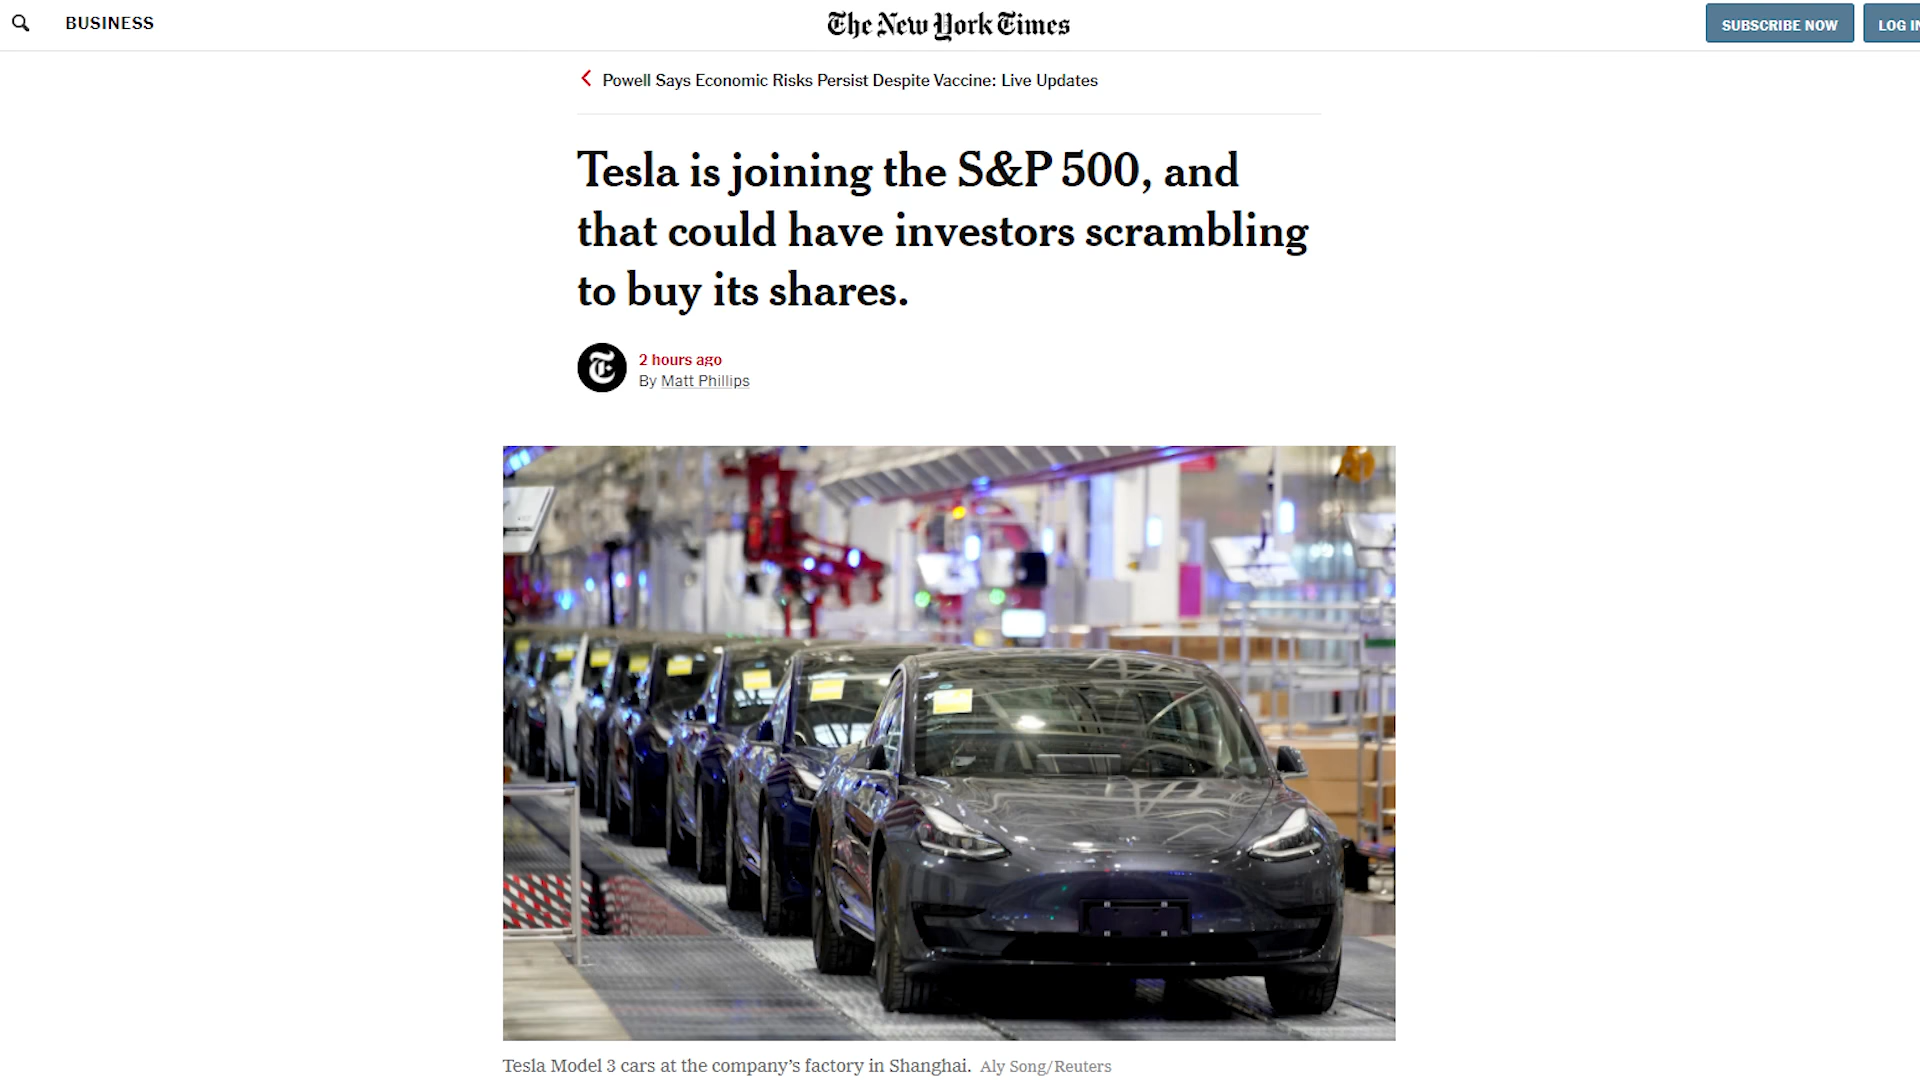 BUSINESS
The New York Times
SUBSCRIBE NOW
LOG IN
Powell Says Economic Risks Persist Despite Vaccine: Live Updates
Tesla is joining the S&P 500, and
that could have investors scrambling
to buy its shares.
2 hours ago
By Matt Phillips
Tesla Model 3 cars at the company's factory in Shanghai. Aly Song/Reuters